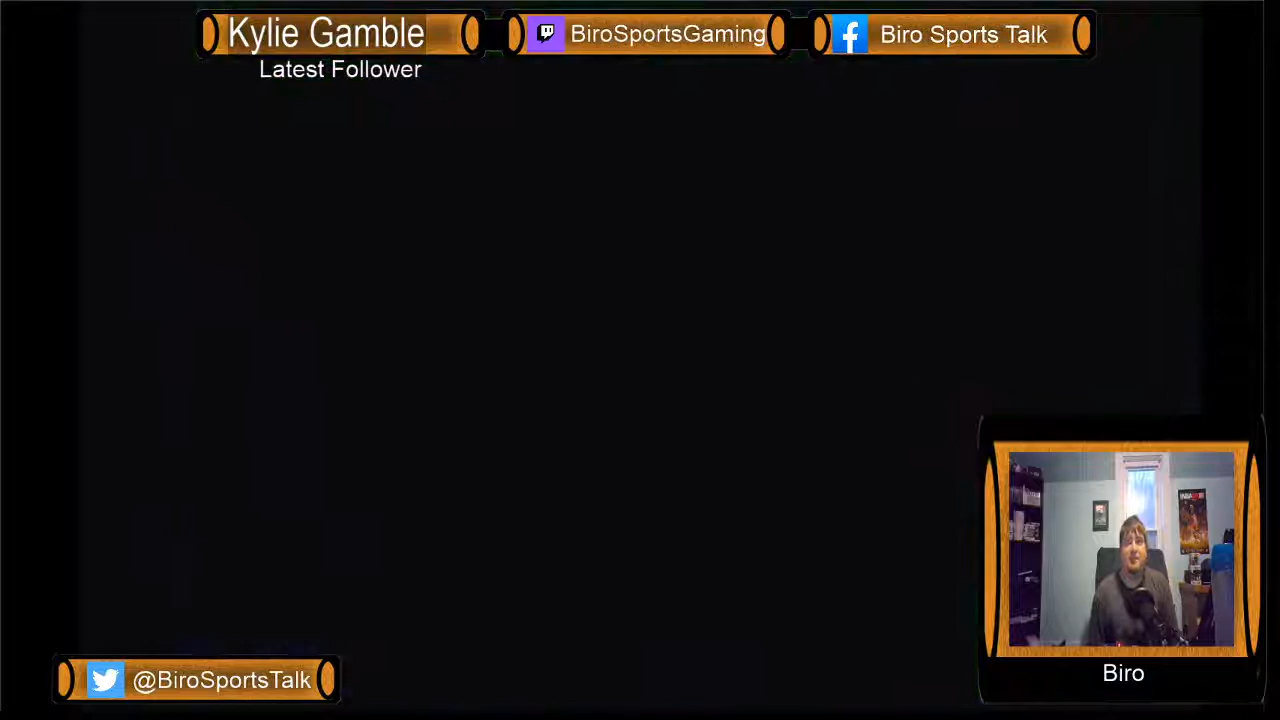 Kylie Gamble
Latest Follower
BiroSportsGaming
Biro Sports Talk
@BiroSportsTalk
Biro